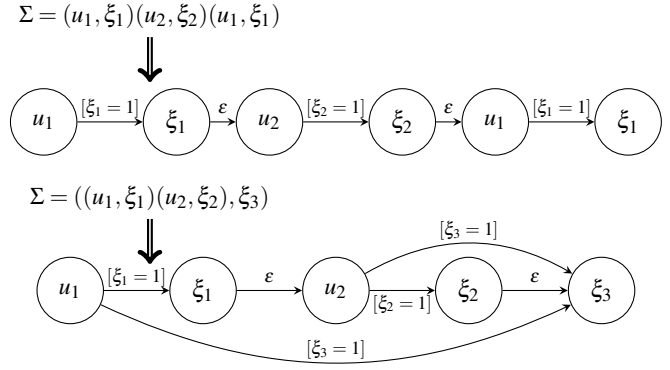 Σ = (u₁, ξ₁)(u₂, ξ₂)(u₁, ξ₁)
u₁ [ξ₁ = 1] ξ₁ ε u₂ [ξ₂ = 1] ξ₂ ε u₁ [ξ₁ = 1] ξ₁
Σ = ((u₁, ξ₁)(u₂, ξ₂), ξ₃)
[ξ₃ = 1]
u₁ [ξ₁ = 1] ξ₁ ε u₂ [ξ₂ = 1] ξ₂ ε ξ₃
[ξ₃ = 1]